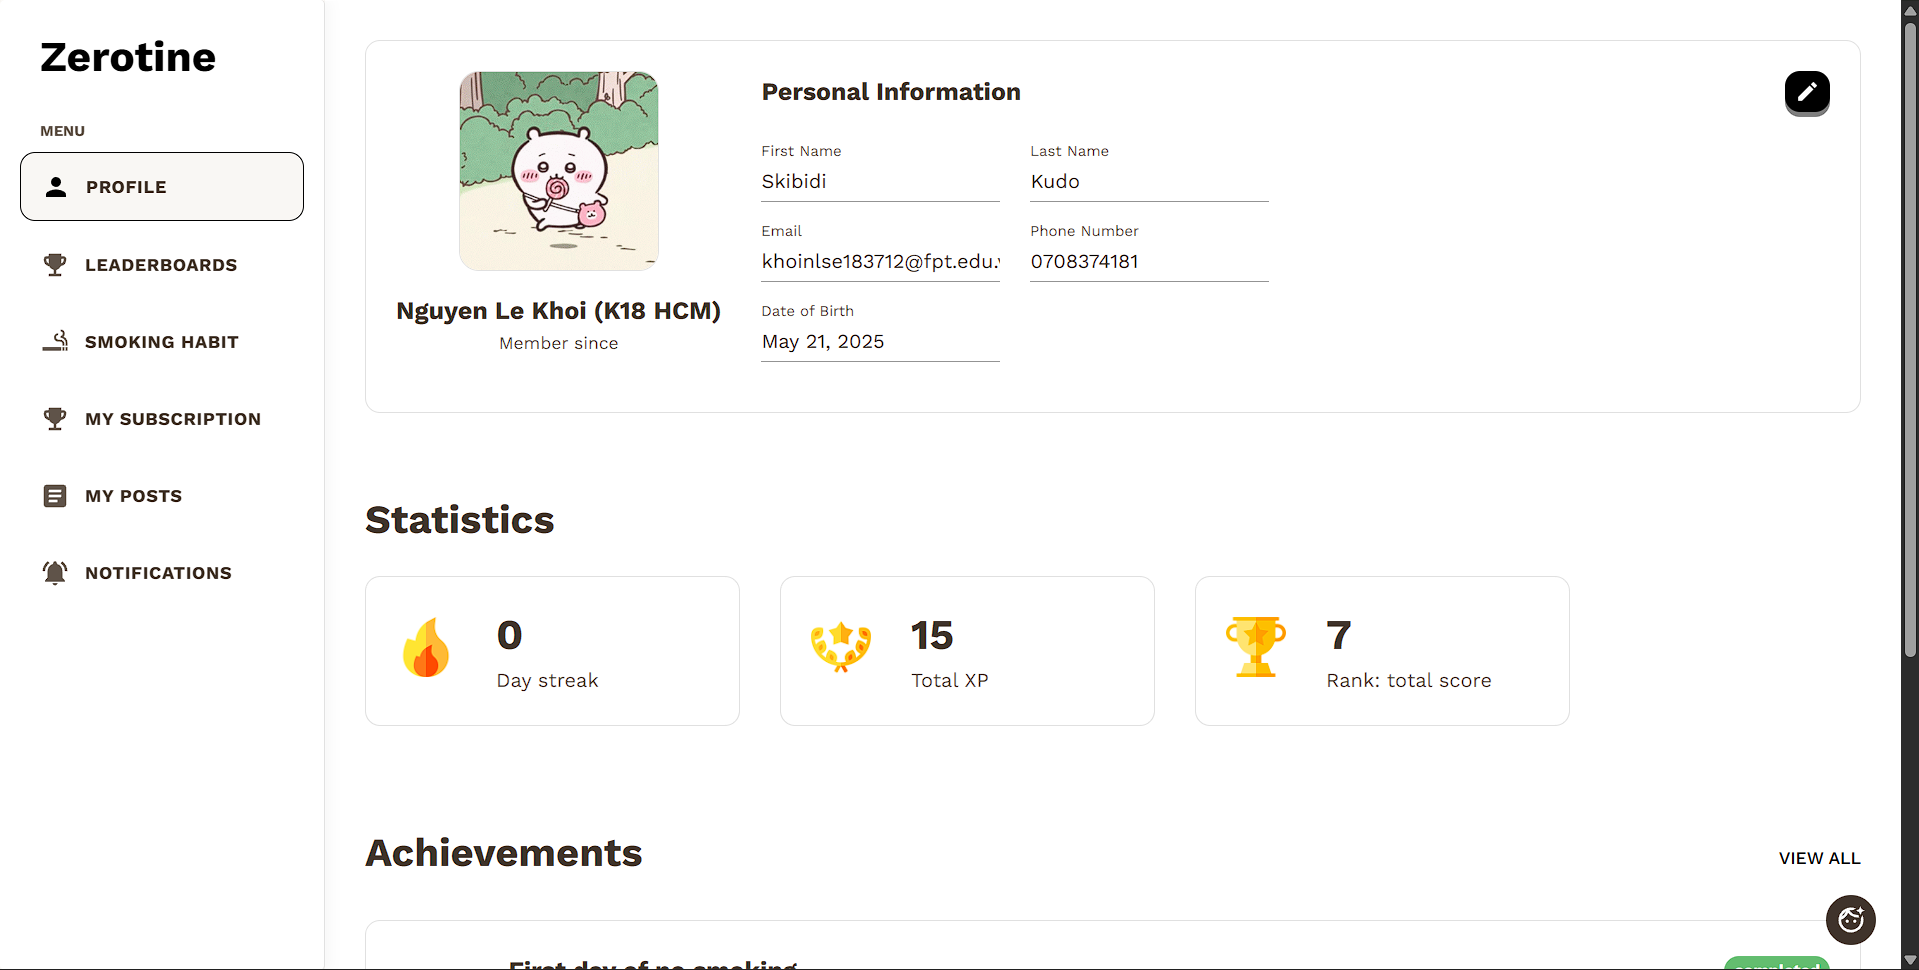 Zerotine
MENU
PROFILE
LEADERBOARDS
SMOKING HABIT
MY SUBSCRIPTION
MY POSTS
NOTIFICATIONS
Nguyen Le Khoi (K18 HCM)
Member since
Personal Information
First Name
Skibidi
Last Name
Kudo
Email
khoinlse183712@fpt.edu.
Phone Number
0708374181
Date of Birth
May 21, 2025
Statistics
0
Day streak
15
Total XP
7
Rank: total score
Achievements
VIEW ALL
First day of no smoking
completed